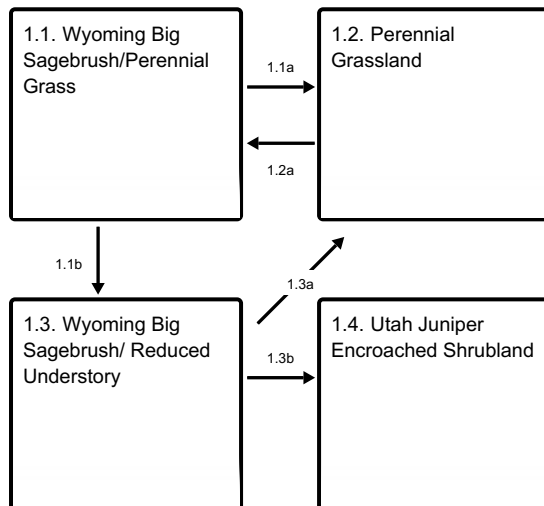 1.1. Wyoming Big
Sagebrush/Perennial
Grass
1.1a
1.2. Perennial
Grassland
1.2a
1.1b
1.3a
1.3. Wyoming Big
Sagebrush/ Reduced
Understory
1.3b
1.4. Utah Juniper
Encroached Shrubland